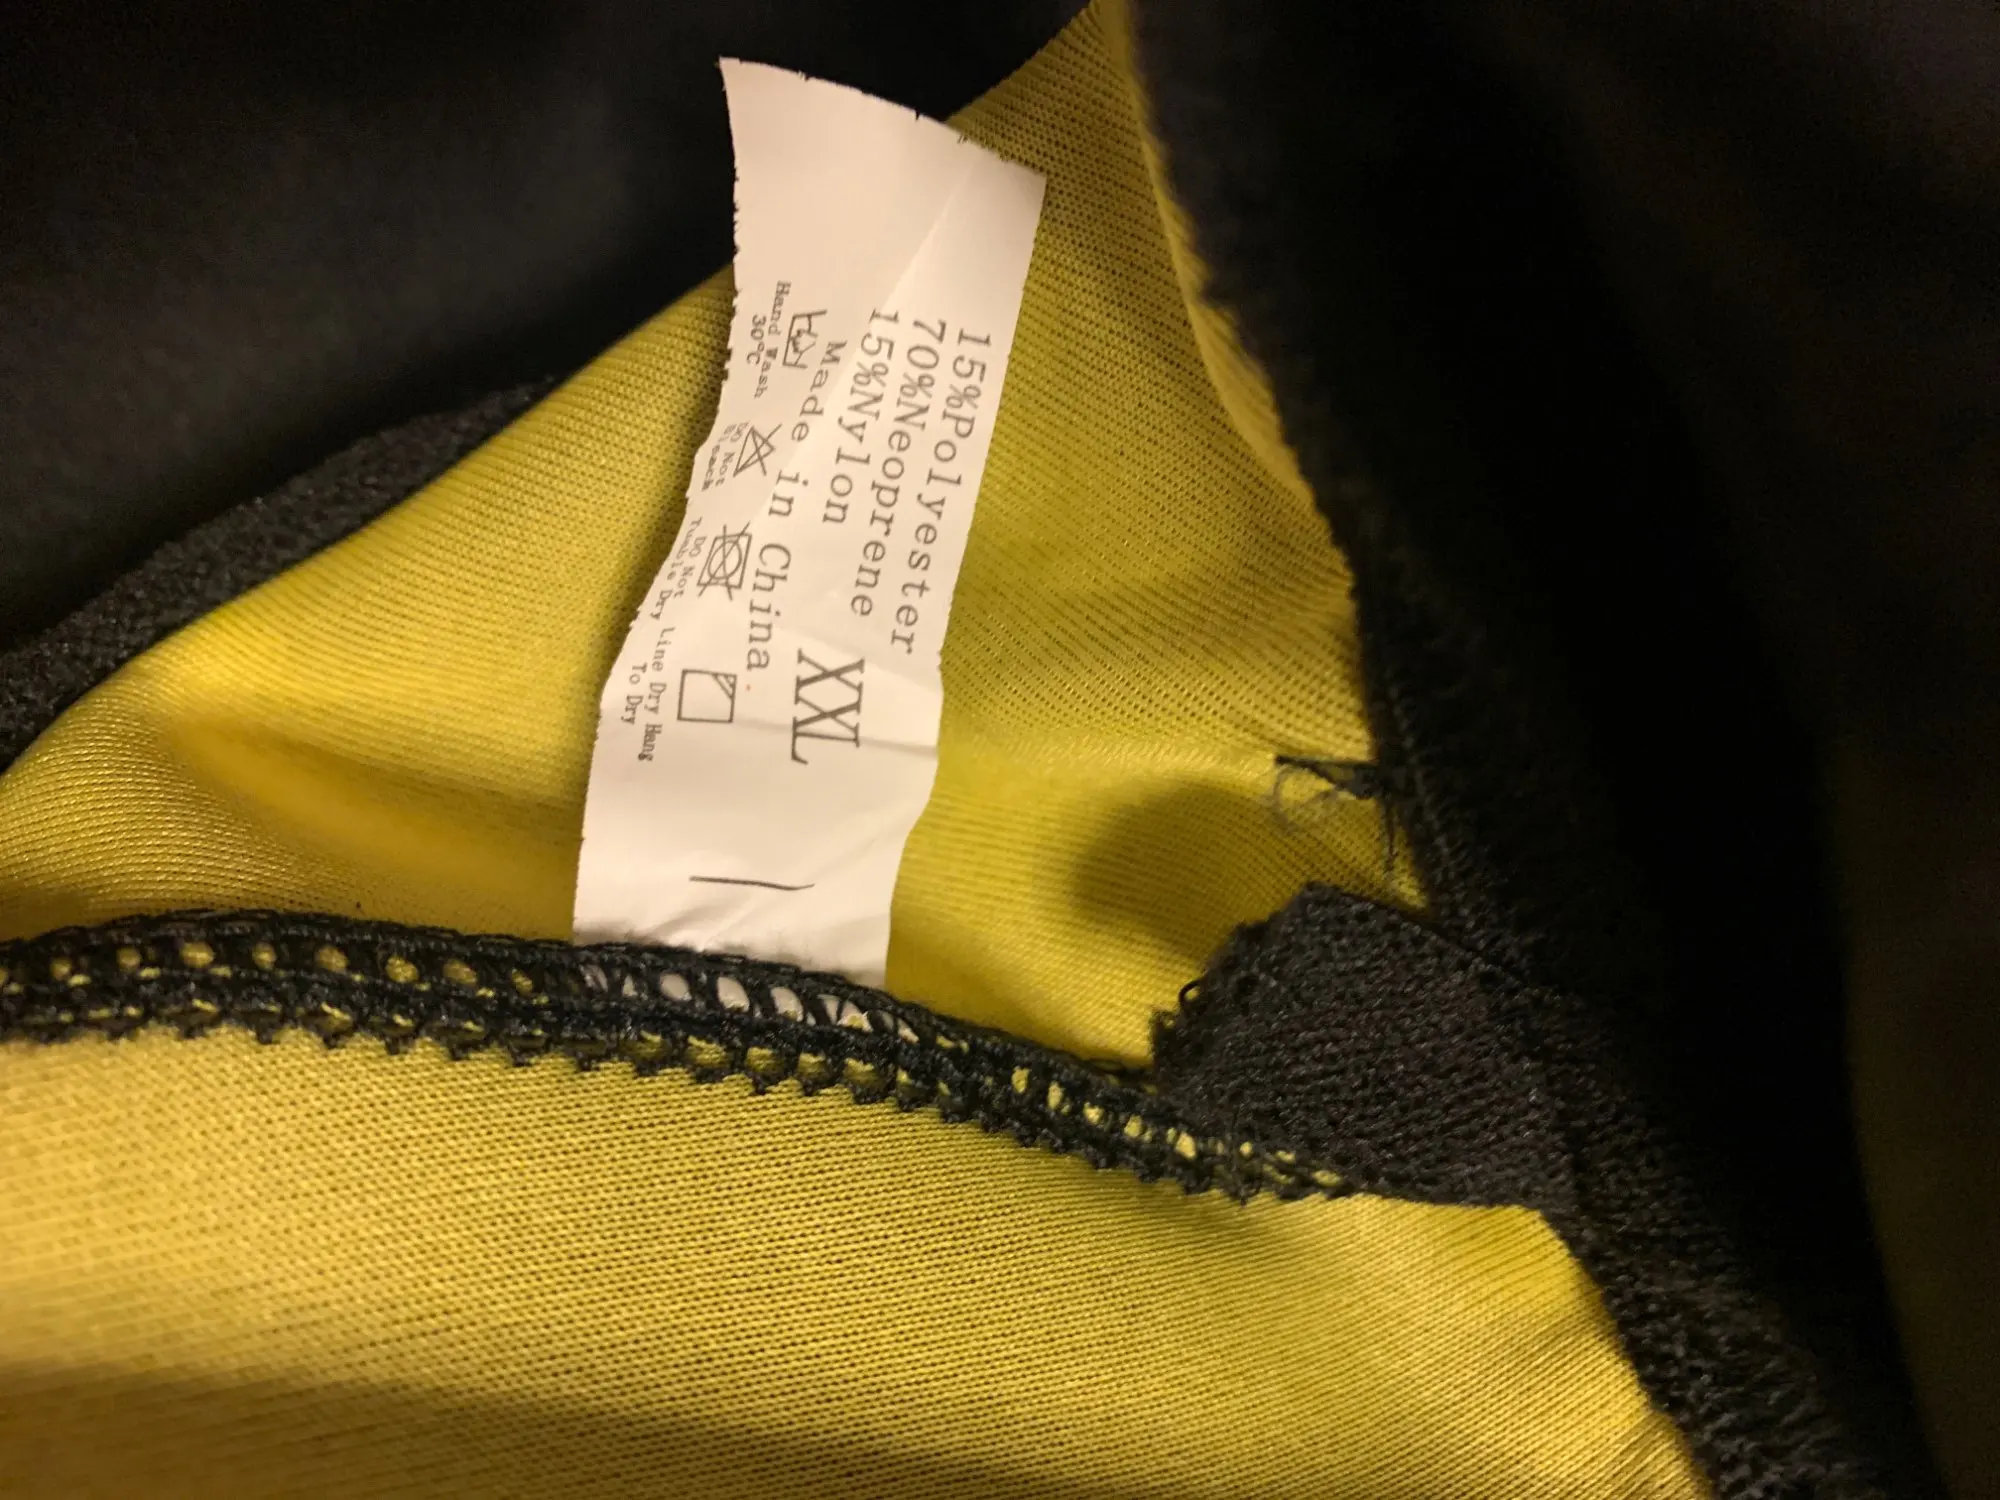 15%Polyester
70%Neoprene
15%Nylon
XXL
Made in China
Hand Wash
30°C
DO Not
Bleach
DO Not
Tumble Dry
Line Dry Hang
To Dry